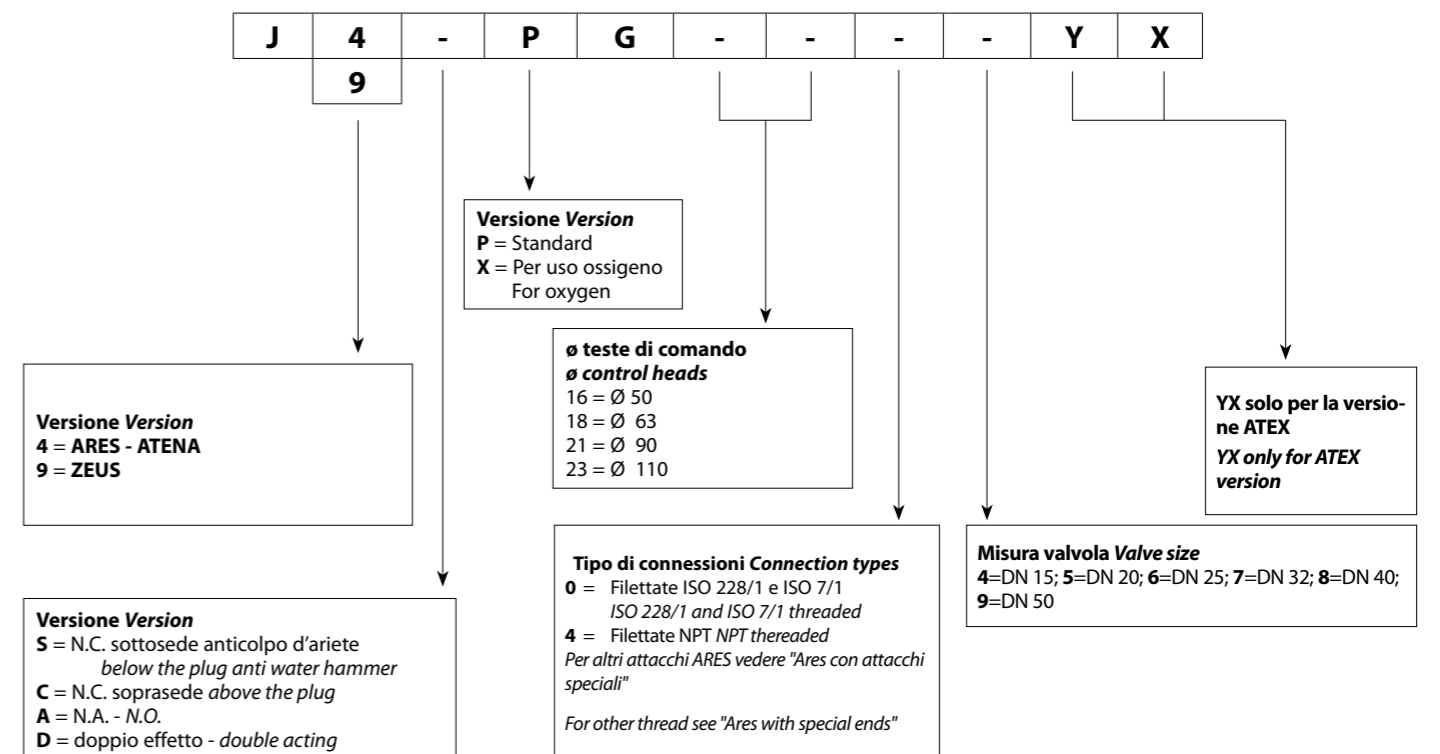 J 4 - P G - - - - Y X
9
Versione Version
P = Standard
X = Per uso ossigeno
For oxygen
ø teste di comando
ø control heads
16 = Ø 50
18 = Ø 63
21 = Ø 90
23 = Ø 110
Versione Version
4 = ARES - ATENA
9 = ZEUS
YX solo per la versio-
ne ATEX
YX only for ATEX
version
Versione Version
S = N.C. sottosede anticolpo d'ariete
below the plug anti water hammer
C = N.C. soprasede above the plug
A = N.A. - N.O.
D = doppio effetto - double acting
Tipo di connessioni Connection types
0 = Filettate ISO 228/1 e ISO 7/1
ISO 228/1 and ISO 7/1 threaded
4 = Filettate NPT NPT thereaded
Per altri attacchi ARES vedere "Ares con attacchi
speciali"
For other thread see "Ares with special ends"
Misura valvola Valve size
4=DN 15; 5=DN 20; 6=DN 25; 7=DN 32; 8=DN 40;
9=DN 50